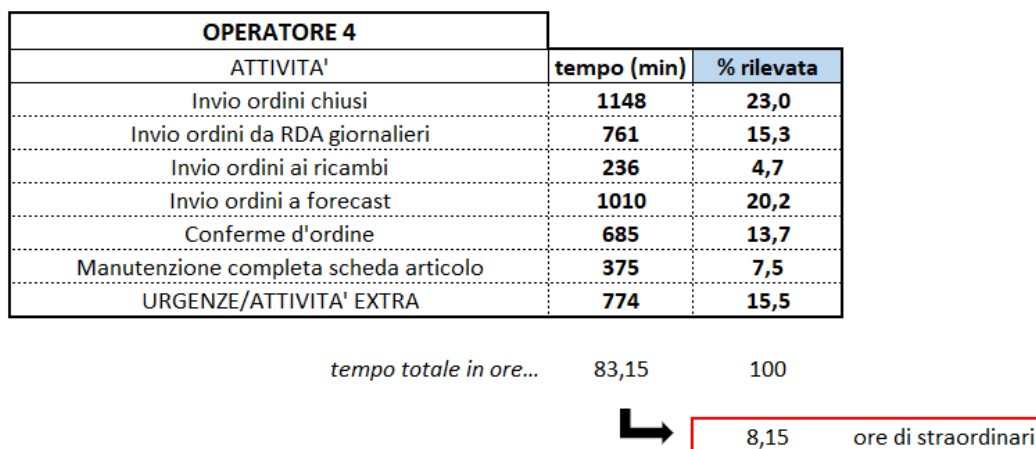 OPERATORE 4
ATTIVITA' tempo (min) % rilevata
Invio ordini chiusi 1148 23,0
Invio ordini da RDA giornalieri 761 15,3
Invio ordini ai ricambi 236 4,7
Invio ordini a forecast 1010 20,2
Conferme d'ordine 685 13,7
Manutenzione completa scheda articolo 375 7,5
URGENZE/ATTIVITA' EXTRA 774 15,5
tempo totale in ore... 83,15 100
8,15 ore di straordinari